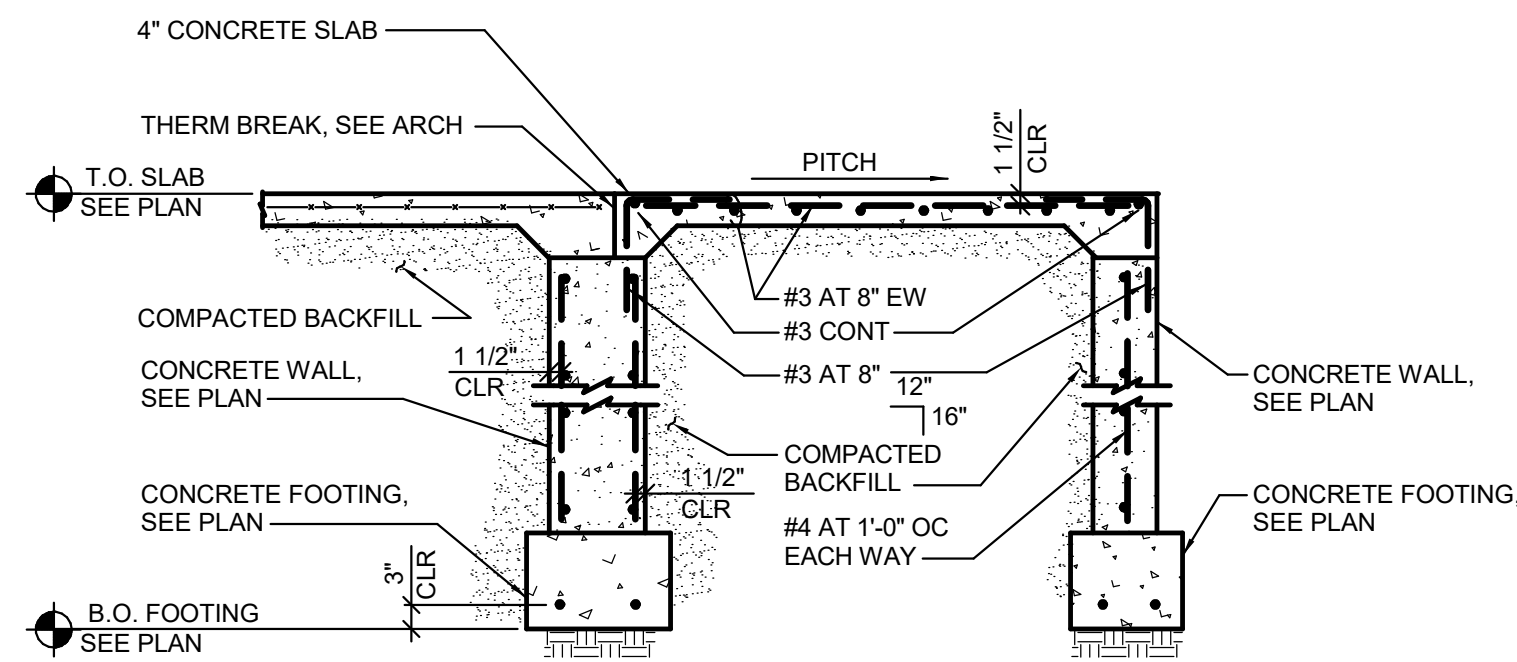 4" CONCRETE SLAB
THERM BREAK, SEE ARCH
T.O. SLAB
SEE PLAN
PITCH
1 1/2"
CLR
COMPACTED BACKFILL
CONCRETE WALL,
SEE PLAN
1 1/2"
CLR
#3 AT 8" EW
#3 CONT
#3 AT 8"
12"
16"
CONCRETE WALL,
SEE PLAN
COMPACTED
BACKFILL
CONCRETE FOOTING,
SEE PLAN
1 1/2"
CLR
#4 AT 1'-0" OC
EACH WAY
CONCRETE FOOTING,
SEE PLAN
3"
CLR
B.O. FOOTING
SEE PLAN